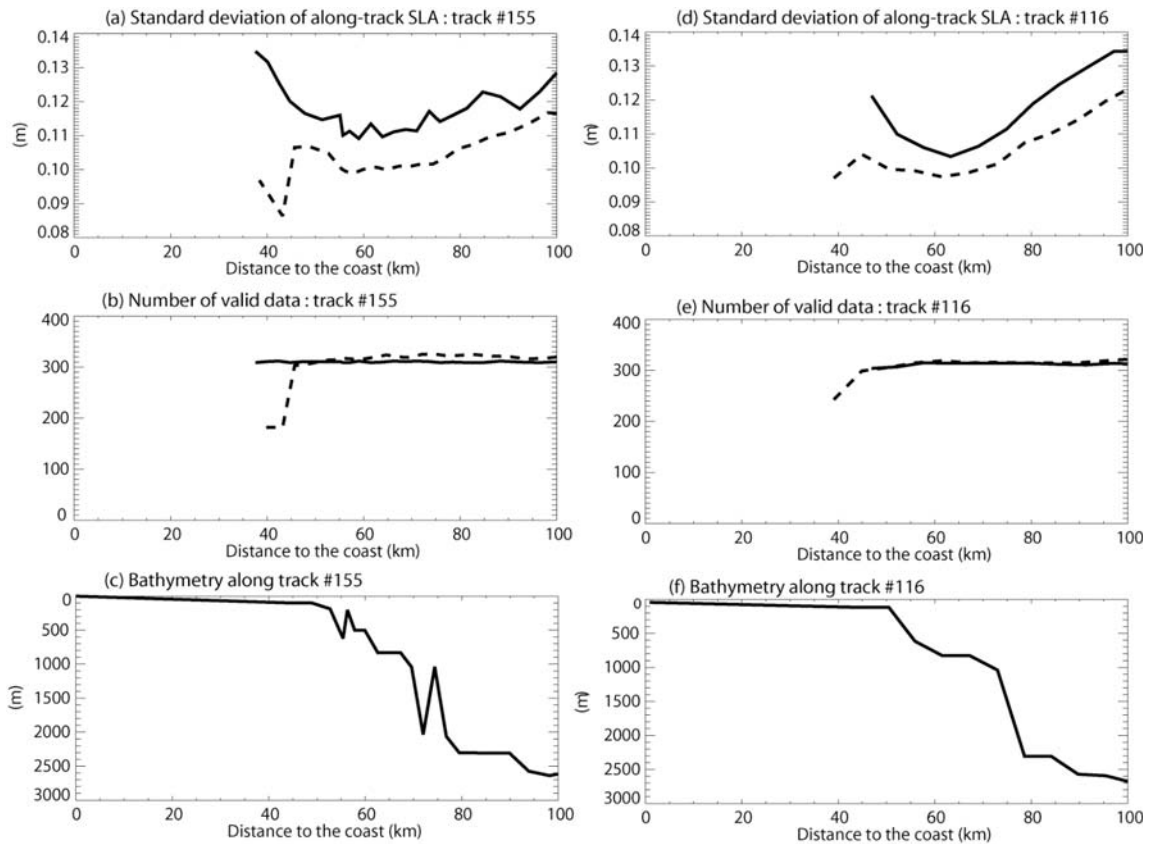 (a) Standard deviation of along-track SLA : track #155
0.14
0.13
0.12
0.11
0.10
0.09
0.08
(m)
0 20 40 60 80 100
Distance to the coast (km)
(b) Number of valid data : track #155
400
300
200
100
0
0 20 40 60 80 100
Distance to the coast (km)
(c) Bathymetry along track #155
0
500
1000
1500
2000
2500
3000
(m)
0 20 40 60 80 100
Distance to the coast (km)
(d) Standard deviation of along-track SLA : track #116
0.14
0.13
0.12
0.11
0.10
0.09
0.08
(m)
0 20 40 60 80 100
Distance to the coast (km)
(e) Number of valid data : track #116
400
300
200
100
0
0 20 40 60 80 100
Distance to the coast (km)
(f) Bathymetry along track #116
0
500
1000
1500
2000
2500
3000
(m)
0 20 40 60 80 100
Distance to the coast (km)